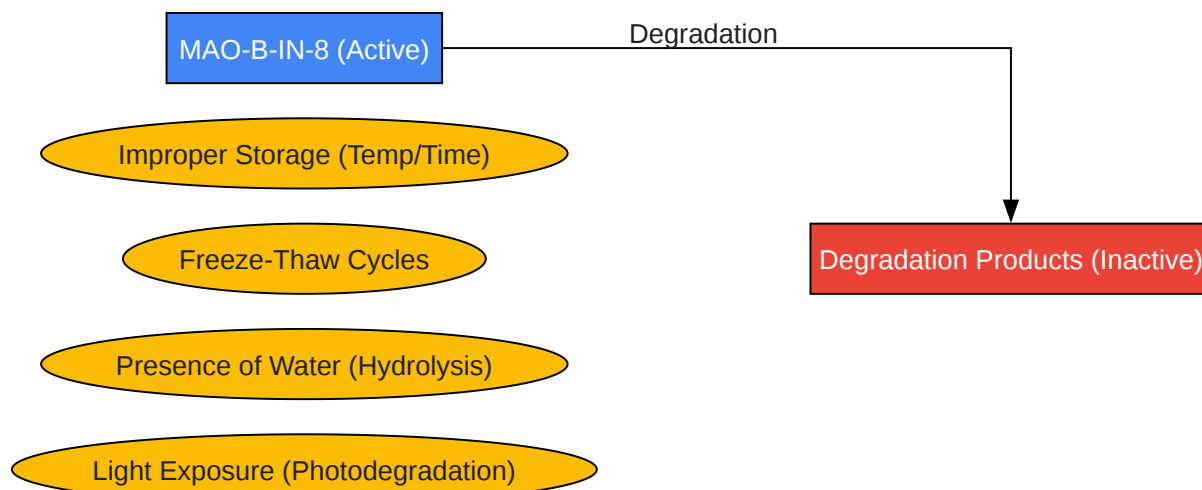 MAO-B-IN-8 (Active)
Degradation
Improper Storage (Temp/Time)
Freeze-Thaw Cycles
Degradation Products (Inactive)
Presence of Water (Hydrolysis)
Light Exposure (Photodegradation)